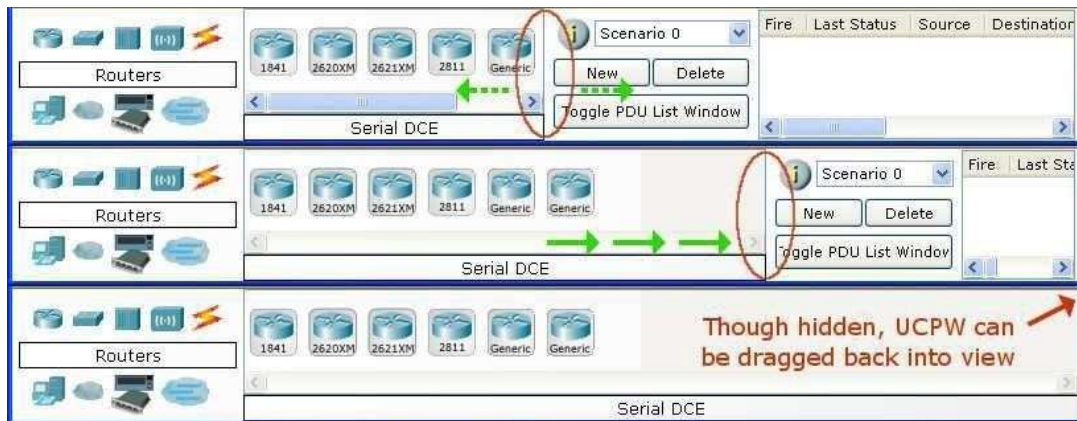 Routers
1841 2620XM 2621XM 2811 Generic
Serial DCE
i Scenario 0
New Delete
Toggle PDU List Window
Fire Last Status Source Destination
Routers
1841 2620XM 2621XM 2811 Generic Generic
Serial DCE
i Scenario 0
New Delete
Toggle PDU List Window
Fire Last Sta
Routers
1841 2620XM 2621XM 2811 Generic Generic
Serial DCE
Though hidden, UCPW can
be dragged back into view